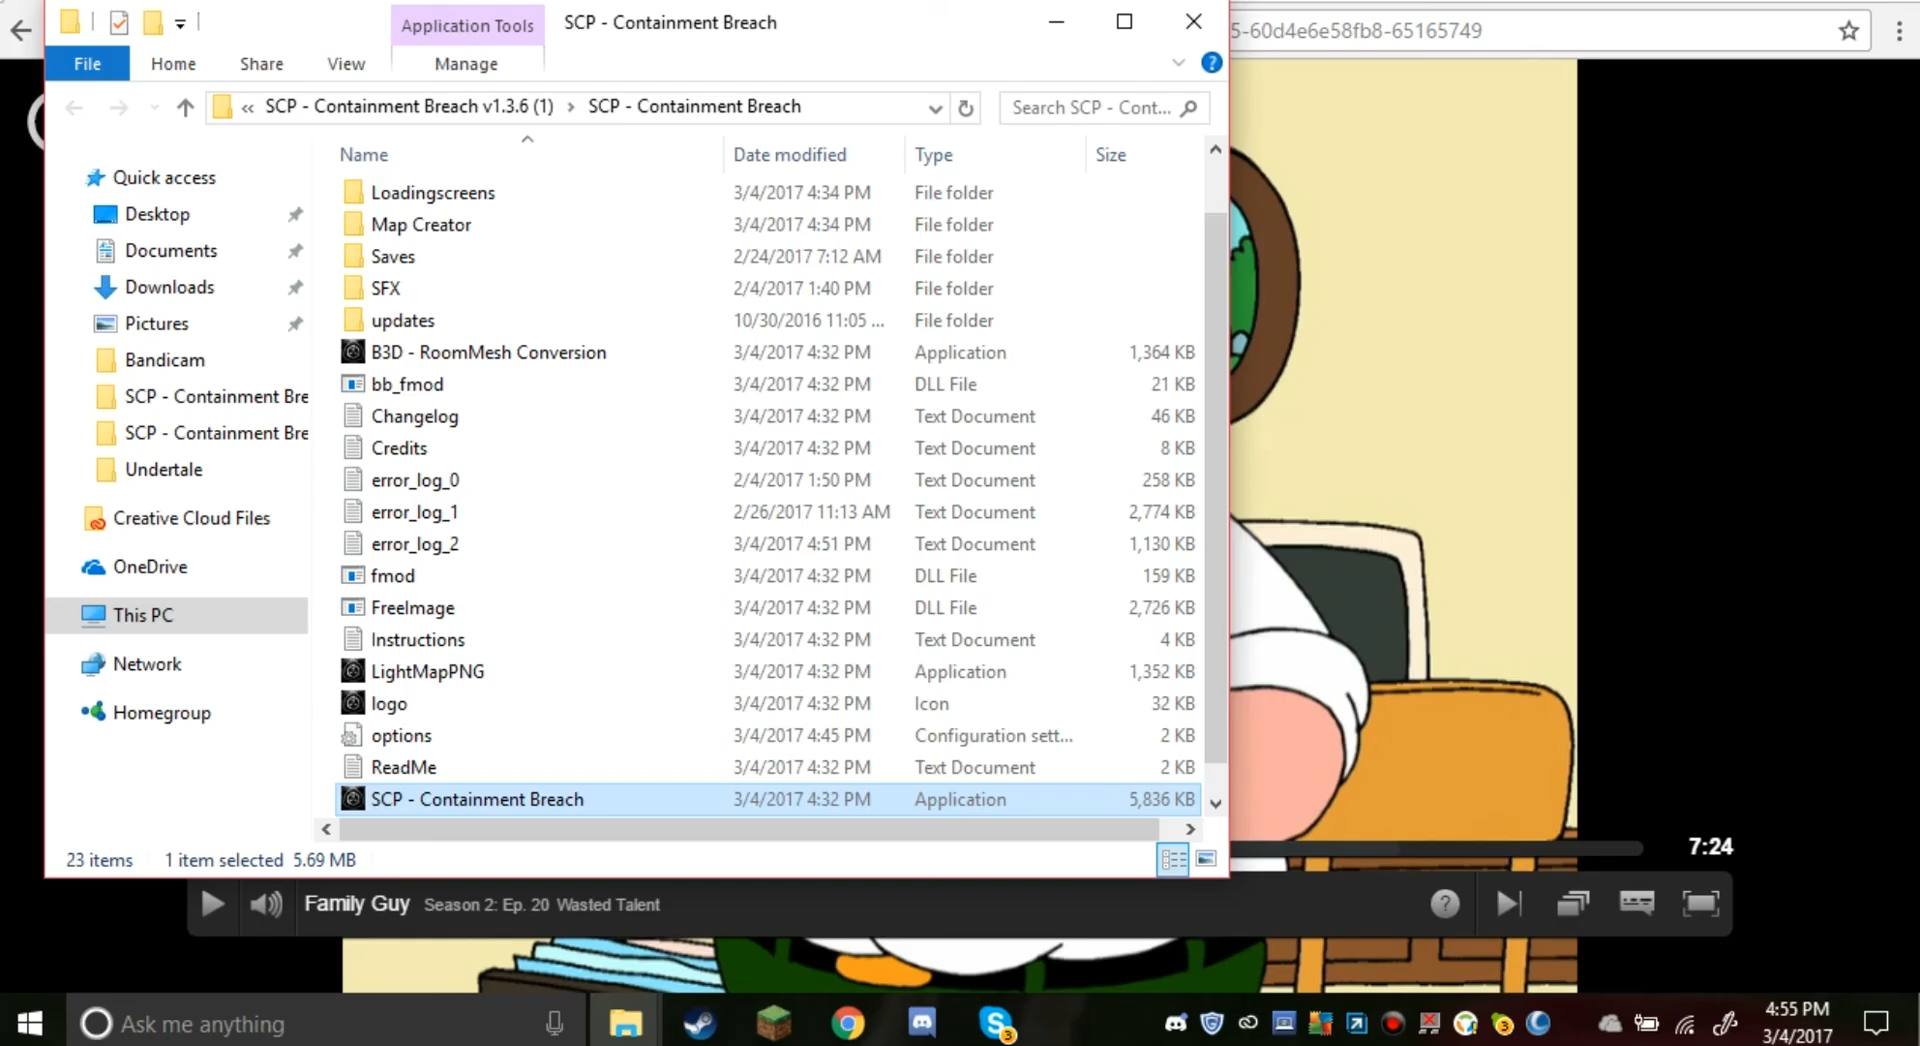 Application Tools
SCP - Containment Breach
5-60d4e6e58fb8-65165749
File
Home
Share
View
Manage
?
« SCP - Containment Breach v1.3.6 (1) › SCP - Containment Breach
Search SCP - Cont...
Name Date modified Type Size
Quick access
Desktop
Documents
Downloads
Pictures
Bandicam
SCP - Containment Bre
SCP - Containment Bre
Undertale
Creative Cloud Files
OneDrive
This PC
Network
Homegroup
Loadingscreens 3/4/2017 4:34 PM File folder
Map Creator 3/4/2017 4:34 PM File folder
Saves 2/24/2017 7:12 AM File folder
SFX 2/4/2017 1:40 PM File folder
updates 10/30/2016 11:05 ... File folder
B3D - RoomMesh Conversion 3/4/2017 4:32 PM Application 1,364 KB
bb_fmod 3/4/2017 4:32 PM DLL File 21 KB
Changelog 3/4/2017 4:32 PM Text Document 46 KB
Credits 3/4/2017 4:32 PM Text Document 8 KB
error_log_0 2/4/2017 1:50 PM Text Document 258 KB
error_log_1 2/26/2017 11:13 AM Text Document 2,774 KB
error_log_2 3/4/2017 4:51 PM Text Document 1,130 KB
fmod 3/4/2017 4:32 PM DLL File 159 KB
FreeImage 3/4/2017 4:32 PM DLL File 2,726 KB
Instructions 3/4/2017 4:32 PM Text Document 4 KB
LightMapPNG 3/4/2017 4:32 PM Application 1,352 KB
logo 3/4/2017 4:32 PM Icon 32 KB
options 3/4/2017 4:45 PM Configuration sett... 2 KB
ReadMe 3/4/2017 4:32 PM Text Document 2 KB
SCP - Containment Breach 3/4/2017 4:32 PM Application 5,836 KB
23 items 1 item selected 5.69 MB
7:24
Family Guy Season 2: Ep. 20 Wasted Talent
?
Ask me anything
3
3
4:55 PM
3/4/2017